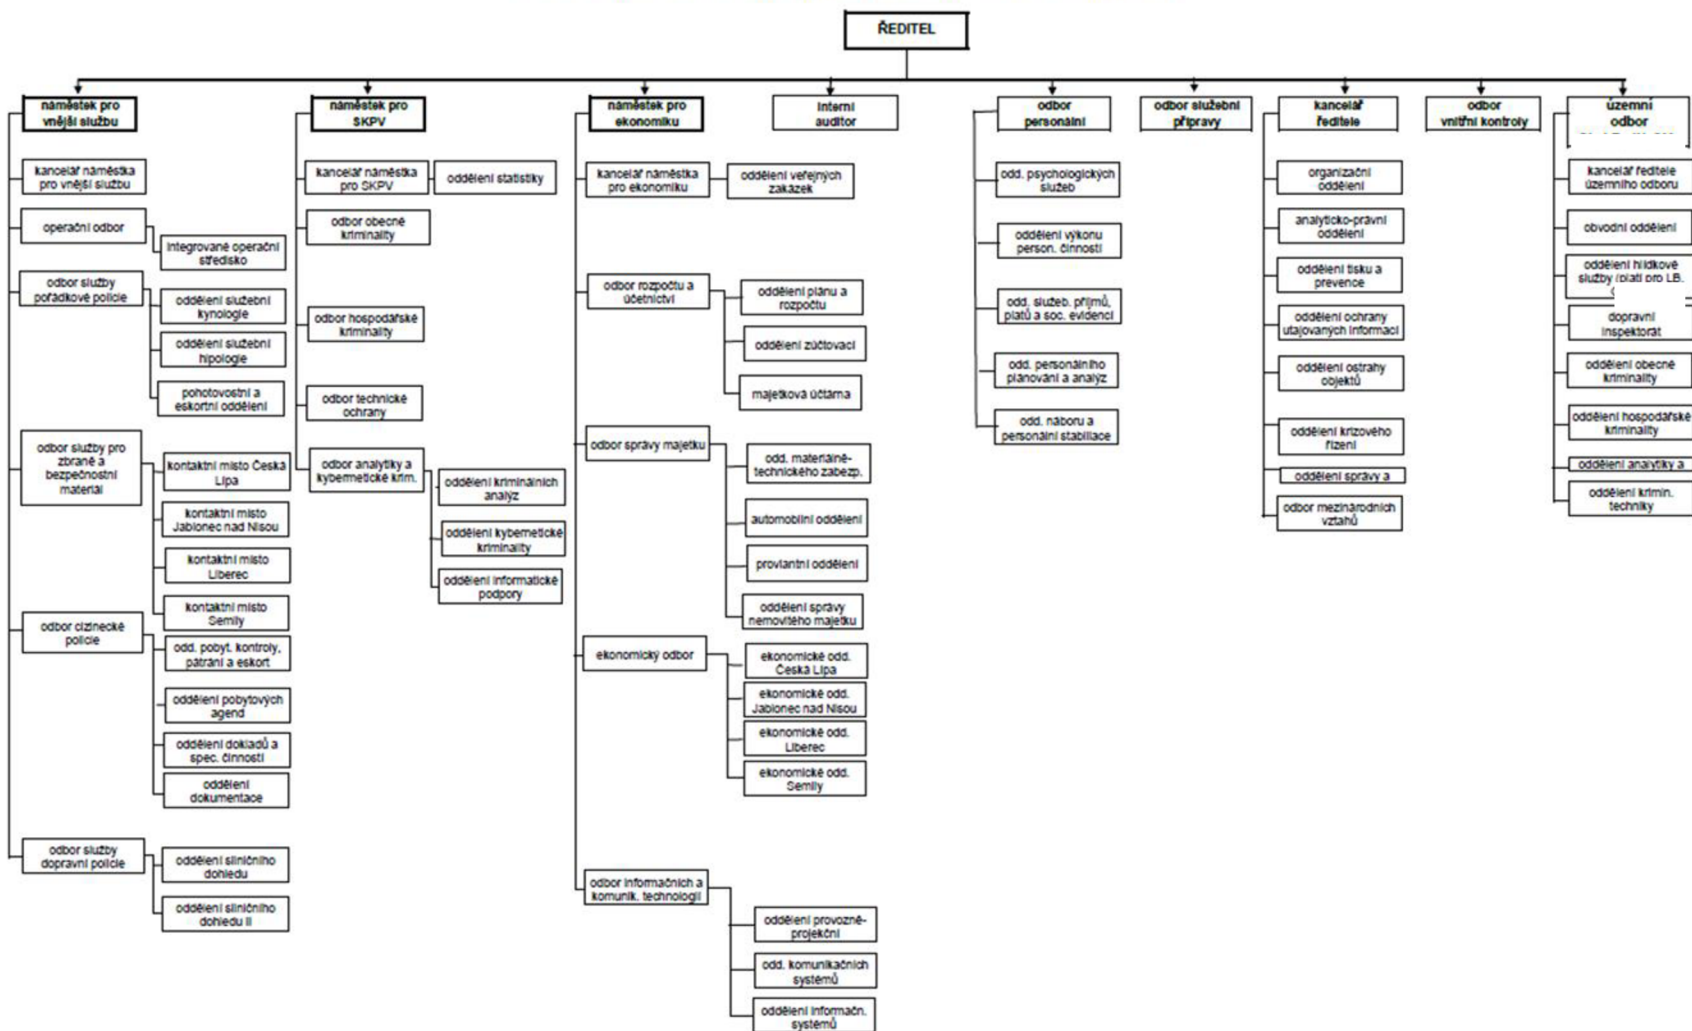 ŘEDITEL
náměstek pro
vnější službu
náměstek pro
SKPV
náměstek pro
ekonomiku
interní
auditor
odbor
personální
odbor služební
přípravy
kancelář
ředitele
odbor
vnitřní kontroly
územní
odbor
kancelář náměstka
pro vnější službu
operační odbor
integrované operační
středisko
odbor služby
pořádkové policie
oddělení služební
kynologie
oddělení služební
hipologie
pohotovostní a
eskortní oddělení
odbor služby pro
zbraně a
bezpečnostní
materiál
kontaktní místo Česká
Lípa
kontaktní místo
Jablonec nad Nisou
kontaktní místo
Liberec
kontaktní místo
Semily
odbor cizinecké
policie
odd. pobyt. kontroly,
pátrání a eskort
oddělení pobytových
agend
oddělení dokladů a
spec. činností
oddělení
dokumentace
odbor služby
dopravní policie
oddělení silničního
dohledu
oddělení silničního
dohledu II
kancelář náměstka
pro SKPV
oddělení statistiky
odbor obecné
kriminality
odbor hospodářské
kriminality
odbor technické
ochrany
odbor analytiky a
kybernetické krim.
oddělení kriminálních
analýz
oddělení kybernetické
kriminality
oddělení informatické
podpory
kancelář náměstka
pro ekonomiku
oddělení veřejných
zakázek
odbor rozpočtu a
účetnictví
oddělení plánu a
rozpočtu
oddělení zúčtovací
majetková účtárna
odbor správy majetku
odd. materiálně-
technického zabezp.
automobilní oddělení
proviantní oddělení
oddělení správy
nemovitého majetku
ekonomický odbor
ekonomické odd.
Česká Lípa
ekonomické odd.
Jablonec nad Nisou
ekonomické odd.
Liberec
ekonomické odd.
Semily
odbor informačních a
komunik. technologií
oddělení provozně-
projekční
odd. komunikačních
systémů
oddělení informačn.
systémů
odd. psychologických
služeb
oddělení výkonu
person. činností
odd. služeb. příjmů,
platů a soc. evidencí
odd. personálního
plánování a analýz
odd. náboru a
personální stabiliace
organizační
oddělení
analyticko-právní
oddělení
oddělení tisku a
prevence
oddělení ochrany
utajovaných informací
oddělení ostrahy
objektů
oddělení krizového
řízení
oddělení správy a
odbor mezinárodních
vztahů
kancelář ředitele
územního odboru
obvodní oddělení
oddělení hlídkové
služby (platí pro LB,
dopravní
inspektorát
oddělení obecné
kriminality
oddělení hospodářské
kriminality
oddělení analytiky a
oddělení krimin.
techniky